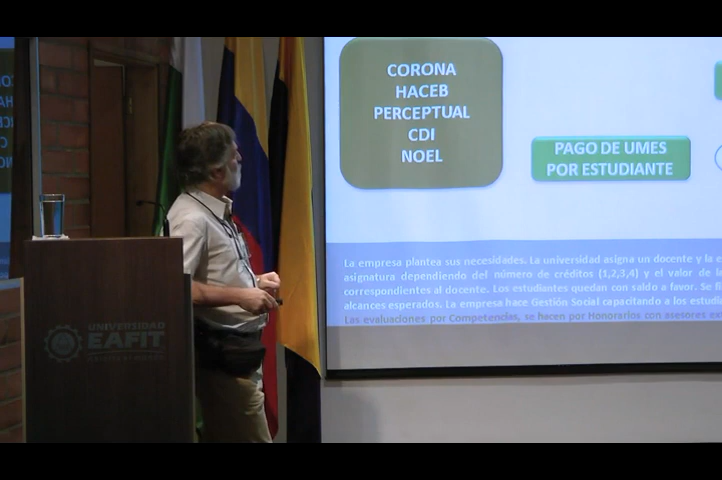 CORONA
HACEB
PERCEPTUAL
CDI
NOEL
PAGO DE UMES
POR ESTUDIANTE
La empresa plantea sus necesidades. La universidad asigna un docente y la
asignatura dependiendo del número de créditos (1,2,3,4) y el valor de
correspondientes al docente. Los estudiantes quedan con saldo a favor. Se
alcances esperados. La empresa hace Gestión Social capacitando a los
Las evaluaciones por Competencias, se hacen por Honorarios con asesores
UNIVERSIDAD
EAFIT